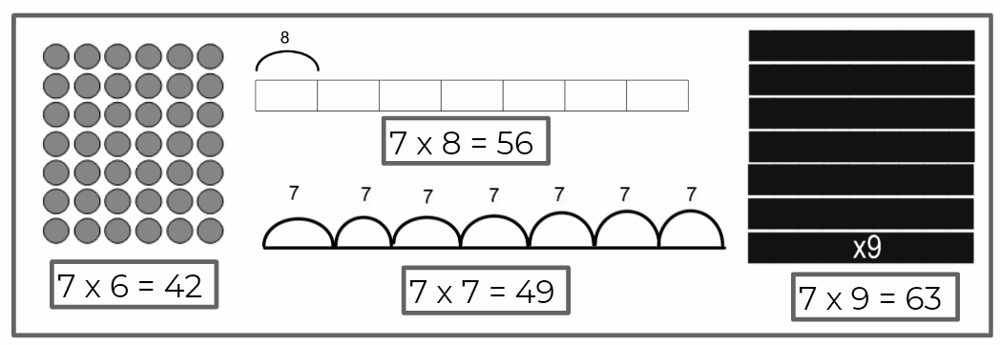 8
7 x 8 = 56
7 7 7 7 7 7 7
x9
7 x 6 = 42
7 x 7 = 49
7 x 9 = 63